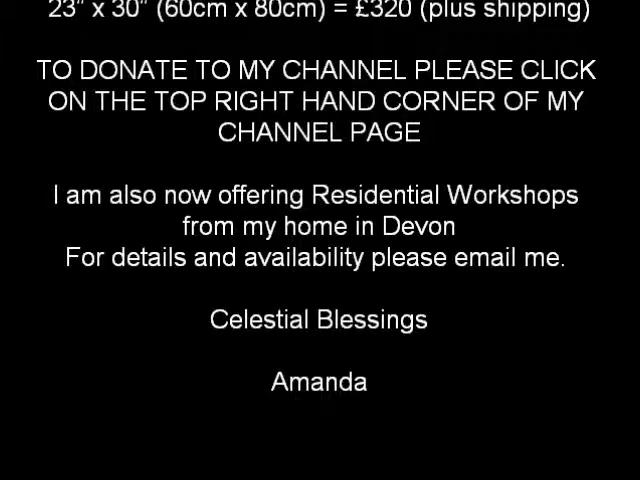 23" x 30" (60cm x 80cm) = £320 (plus shipping)
TO DONATE TO MY CHANNEL PLEASE CLICK
ON THE TOP RIGHT HAND CORNER OF MY
CHANNEL PAGE
I am also now offering Residential Workshops
from my home in Devon
For details and availability please email me.
Celestial Blessings
Amanda